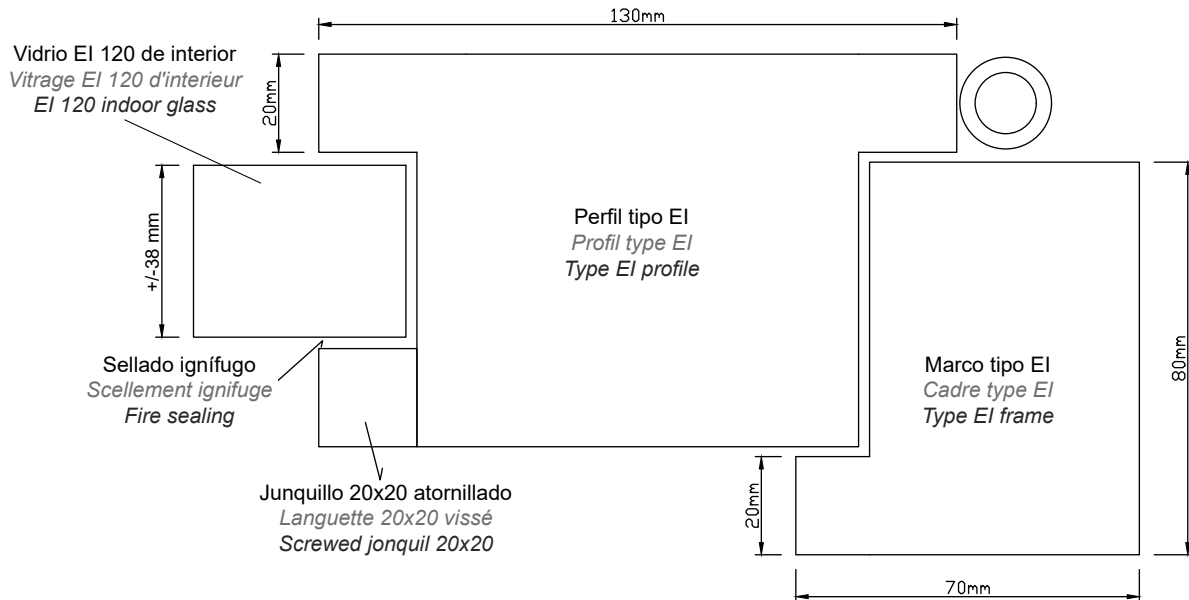 130mm
Vidrio EI 120 de interior
Vitrage EI 120 d'interieur
EI 120 indoor glass
20mm
+/-38 mm
Perfil tipo EI
Profil type EI
Type EI profile
Sellado ignífugo
Scellement ignifuge
Fire sealing
Marco tipo EI
Cadre type EI
Type EI frame
80mm
Junquillo 20x20 atornillado
Languette 20x20 vissé
Screwed jonquil 20x20
20mm
70mm